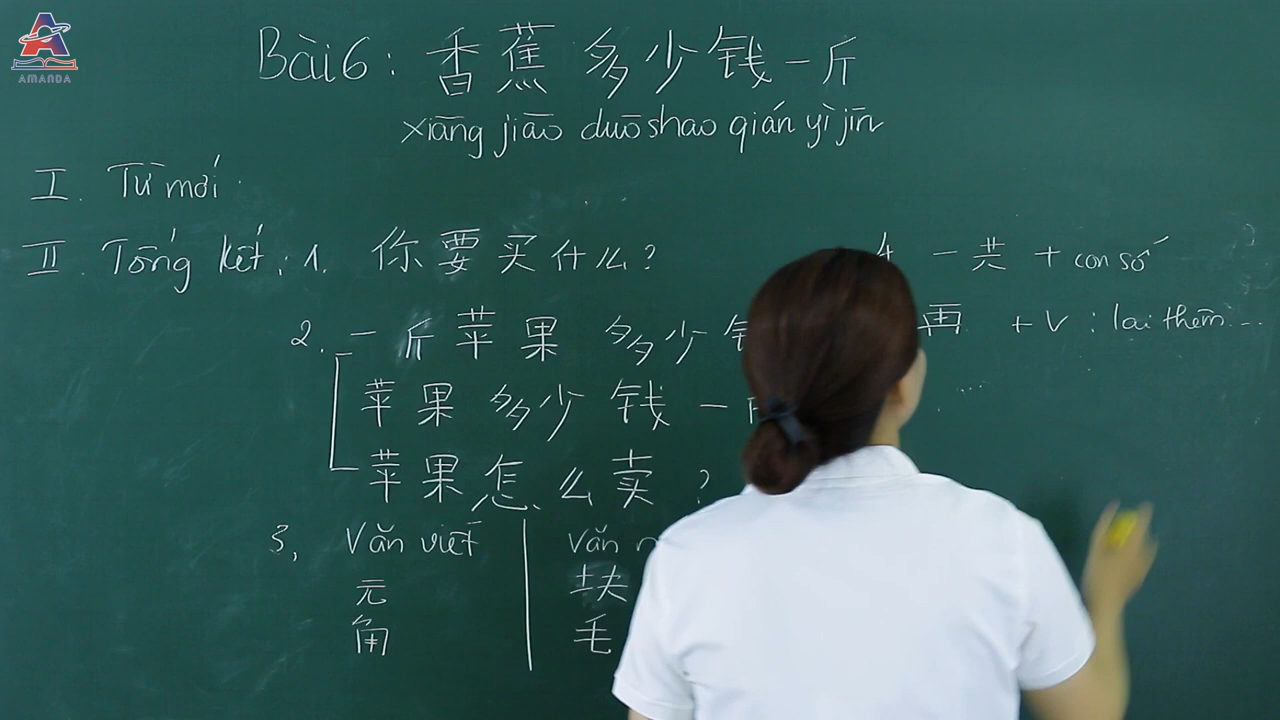 AMANDA
Bài 6: 香蕉多少钱一斤
xiāng jiāo duō shao qián yì jīn
I. Từ mới:
II. Tổng kết: 1. 你要买什么?
2. 一斤苹果 多少钱
苹果多少钱一斤
苹果怎么卖?
3, Văn viết | Văn
元 | 块
角 | 毛
4 一共 + con số
再 + V : lại thêm...